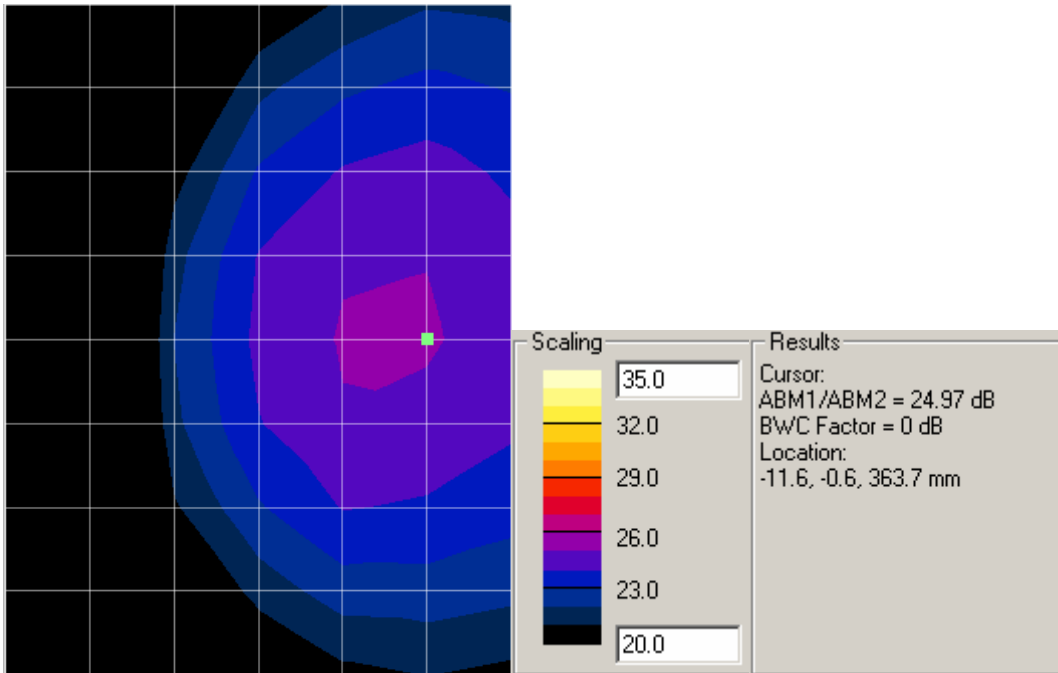 Scaling
35.0
32.0
29.0
26.0
23.0
20.0
Results
Cursor:
ABM1/ABM2 = 24.97 dB
BWC Factor = 0 dB
Location:
-11.6, -0.6, 363.7 mm